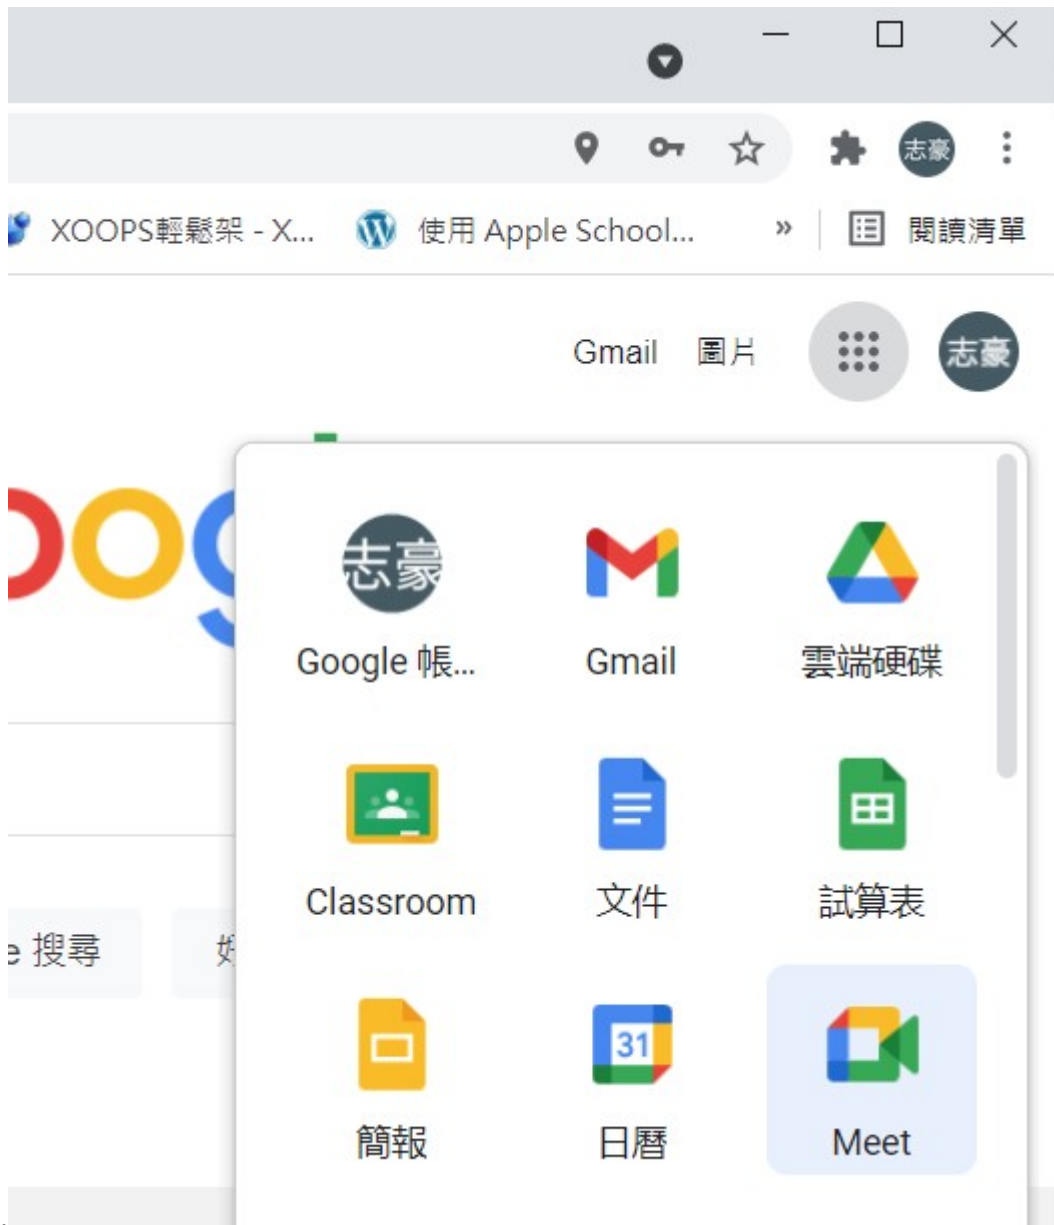 志豪
XOOPS輕鬆架 - X... 使用 Apple School... » 閱讀清單
Gmail 圖片 志豪
oog
志豪
Google 帳... Gmail 雲端硬碟
Classroom 文件 試算表
e 搜尋
31
簡報 日曆 Meet